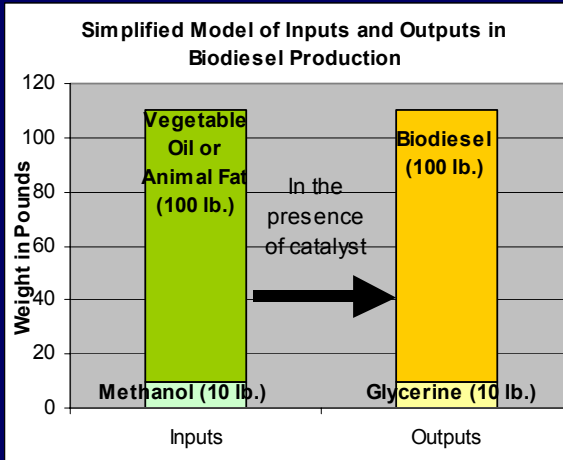 Simplified Model of Inputs and Outputs in
Biodiesel Production
Weight in Pounds
120
100
80
60
40
20
0
Vegetable
Oil or
Animal Fat
(100 lb.)
Methanol (10 lb.)
In the
presence
of catalyst
Biodiesel
(100 lb.)
Glycerine (10 lb.)
Inputs
Outputs